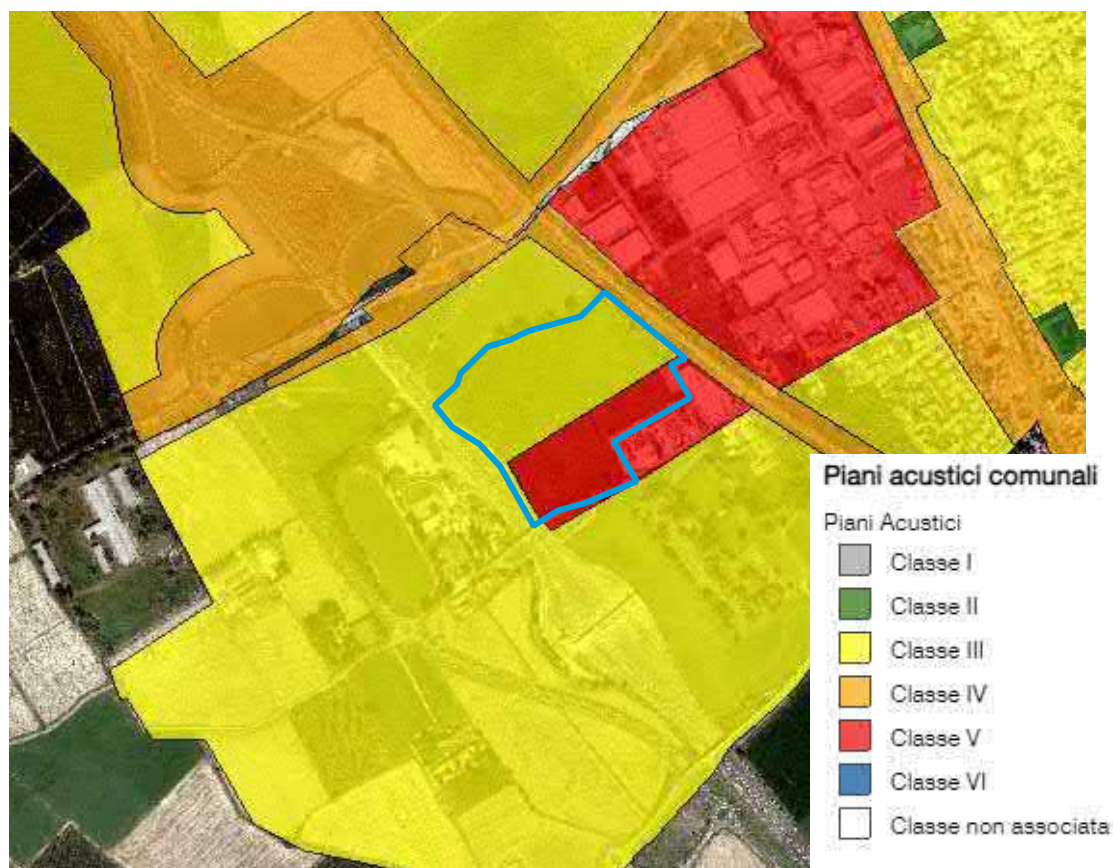 Piani acustici comunali
Piani Acustici
Classe I
Classe II
Classe III
Classe IV
Classe V
Classe VI
Classe non associata